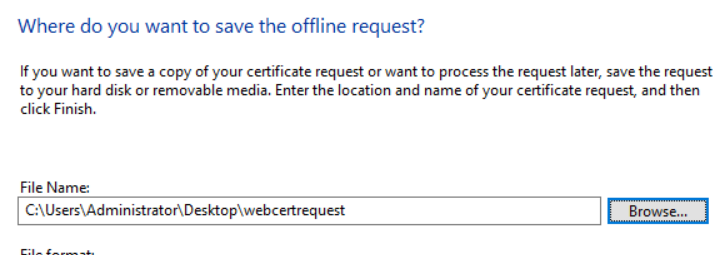 Where do you want to save the offline request?
If you want to save a copy of your certificate request or want to process the request later, save the request
to your hard disk or removable media. Enter the location and name of your certificate request, and then
click Finish.
File Name:
C:\Users\Administrator\Desktop\webcertrequest
Browse...
File format: